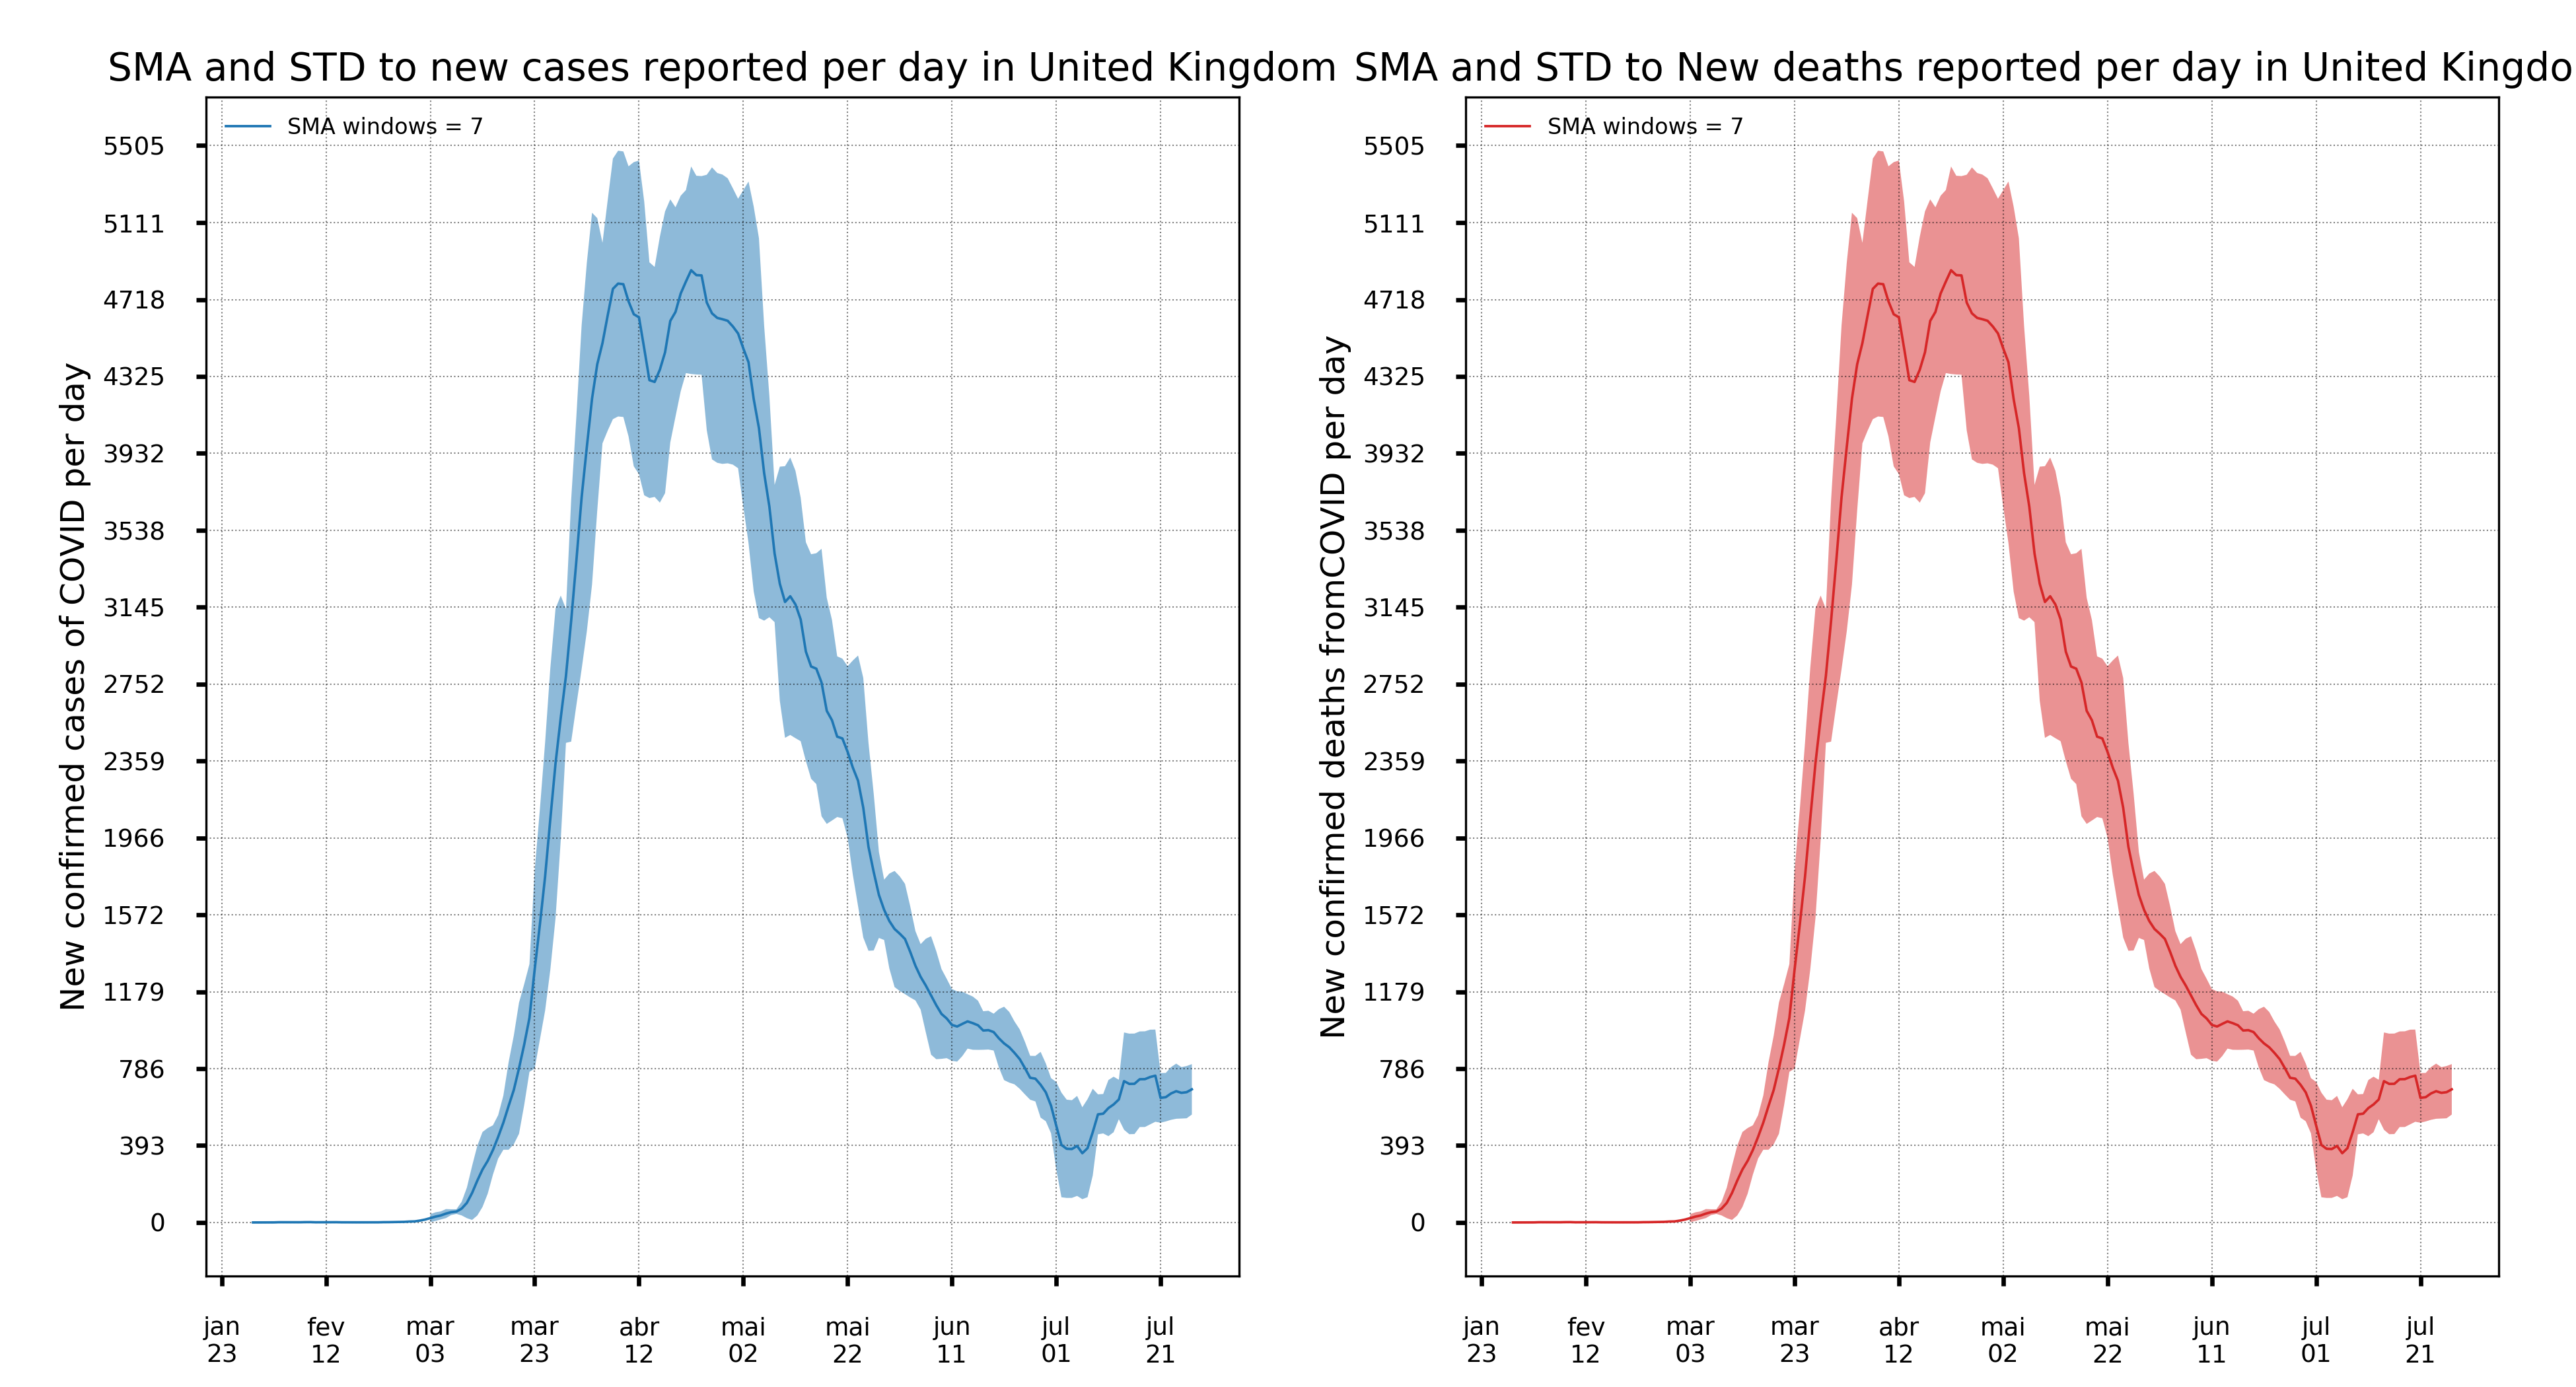 SMA and STD to new cases reported per day in United Kingdom
SMA windows = 7
New confirmed cases of COVID per day
5505
5111
4718
4325
3932
3538
3145
2752
2359
1966
1572
1179
786
393
0
jan
23
fev
12
mar
03
mar
23
abr
12
mai
02
mai
22
jun
11
jul
01
jul
21
SMA and STD to New deaths reported per day in United Kingdo
SMA windows = 7
New confirmed deaths fromCOVID per day
5505
5111
4718
4325
3932
3538
3145
2752
2359
1966
1572
1179
786
393
0
jan
23
fev
12
mar
03
mar
23
abr
12
mai
02
mai
22
jun
11
jul
01
jul
21